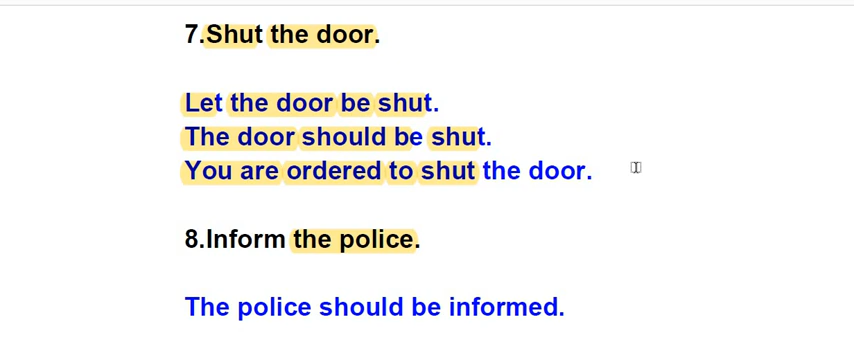 7.Shut the door.
Let the door be shut.
The door should be shut.
You are ordered to shut the door.
8.Inform the police.
The police should be informed.